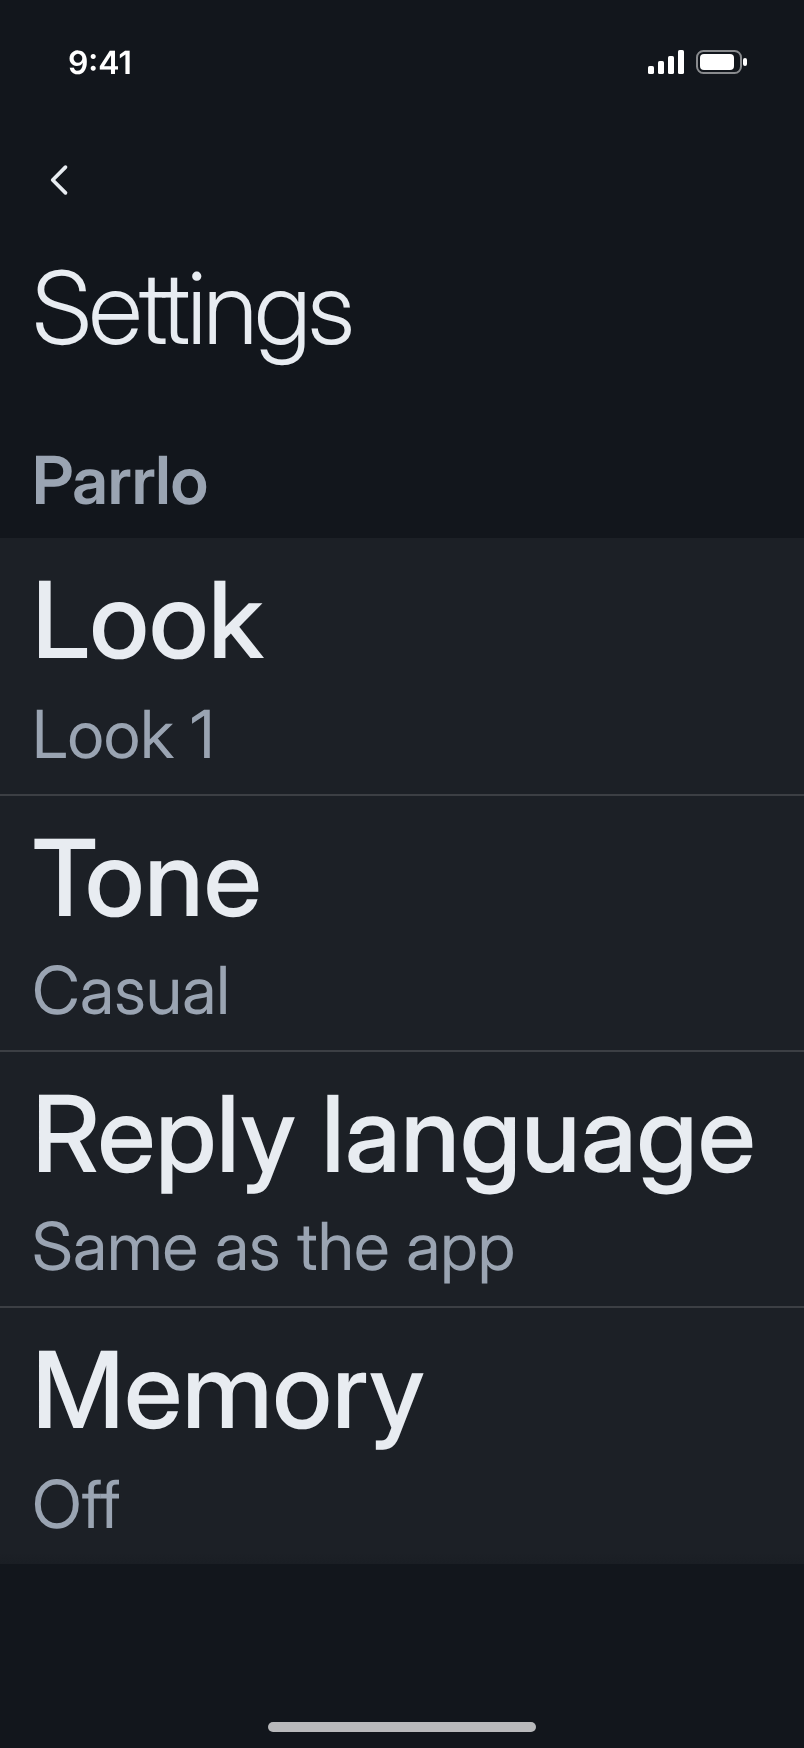 9:41
Settings
Parrlo
Look
Look 1
Tone
Casual
Reply language
Same as the app
Memory
Off